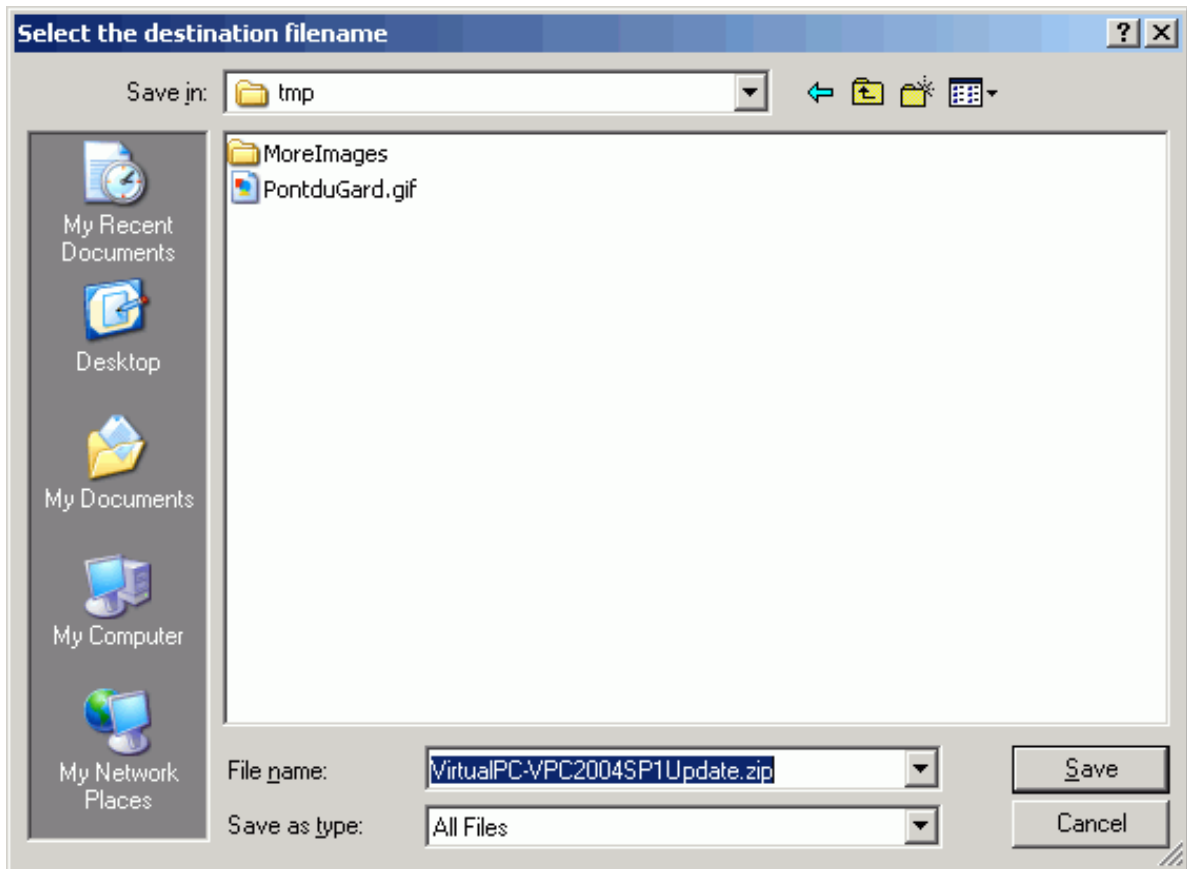 Select the destination filename
Save in:
tmp
MoreImages
PontduGard.gif
My Recent
Documents
Desktop
My Documents
My Computer
My Network
Places
File name:
VirtualPC-VPC2004SP1Update.zip
Save
Save as type:
All Files
Cancel